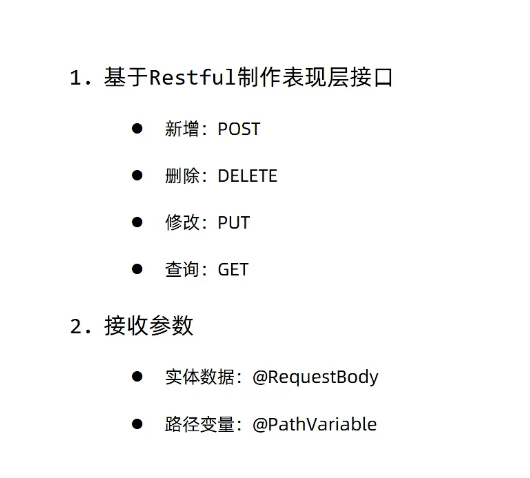 1. 基于Restful制作表现层接口
● 新增：POST
● 删除：DELETE
● 修改：PUT
● 查询：GET
2. 接收参数
● 实体数据：@RequestBody
● 路径变量：@PathVariable